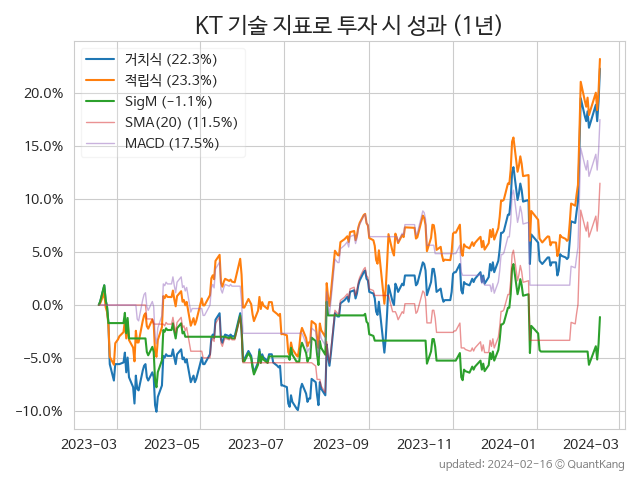 KT 기술 지표로 투자 시 성과 (1년)
거치식 (22.3%)
적립식 (23.3%)
SigM (−1.1%)
SMA(20) (11.5%)
MACD (17.5%)
20.0%
15.0%
10.0%
5.0%
0.0%
−5.0%
−10.0%
2023-03 2023-05 2023-07 2023-09 2023-11 2024-01 2024-03
updated: 2024-02-16 © QuantKang